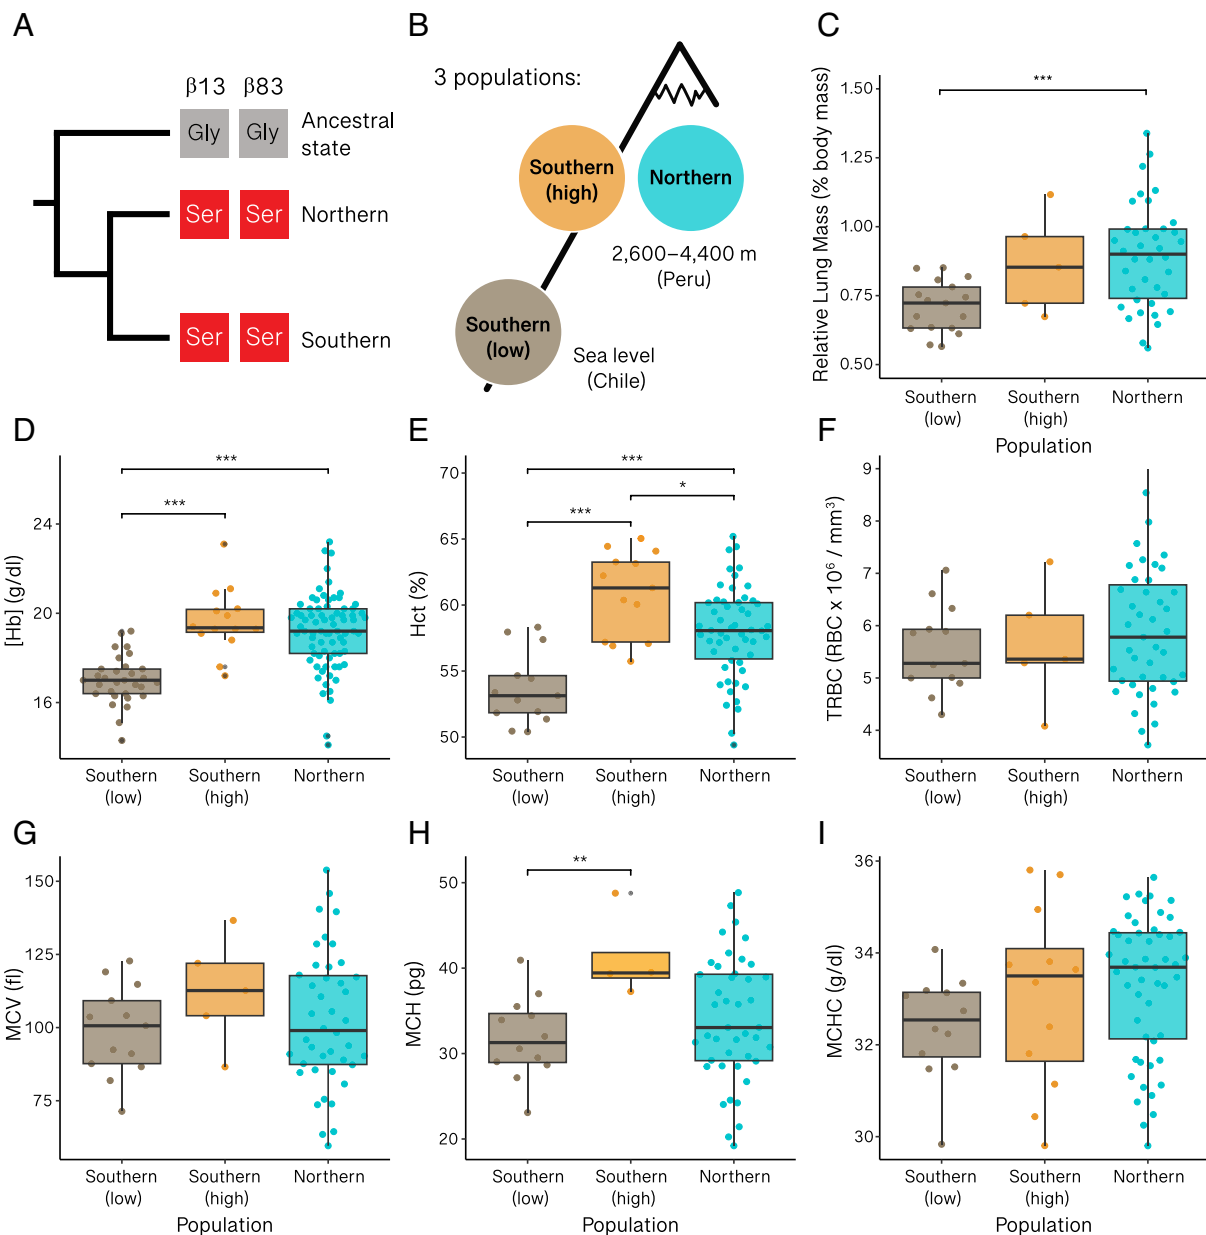 A
β13 β83
Gly Gly Ancestral
state
Ser Ser Northern
Ser Ser Southern
B
3 populations:
Southern
(high)
Northern
2,600–4,400 m
(Peru)
Southern
(low)
Sea level
(Chile)
C
Relative Lung Mass (% body mass)
1.50
1.25
1.00
0.75
0.50
***
Southern
(low)
Southern
(high)
Northern
Population
D
[Hb] (g/dl)
24
20
16
***
***
Southern
(low)
Southern
(high)
Northern
E
Hct (%)
70
65
60
55
50
***
*
***
Southern
(low)
Southern
(high)
Northern
F
TRBC (RBC x 10⁶ / mm³)
9
8
7
6
5
4
Southern
(low)
Southern
(high)
Northern
G
MCV (fl)
150
125
100
75
Southern
(low)
Southern
(high)
Northern
Population
H
MCH (pg)
50
40
30
20
**
Southern
(low)
Southern
(high)
Northern
Population
I
MCHC (g/dl)
36
34
32
30
Southern
(low)
Southern
(high)
Northern
Population